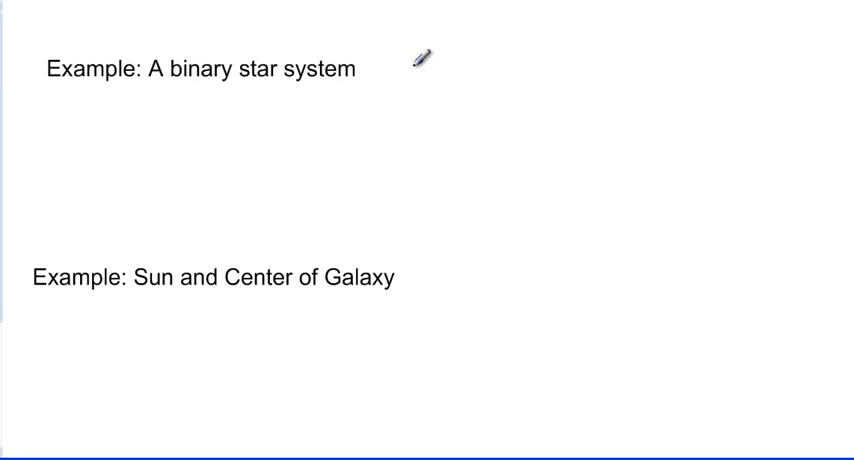 Example: A binary star system
Example: Sun and Center of Galaxy